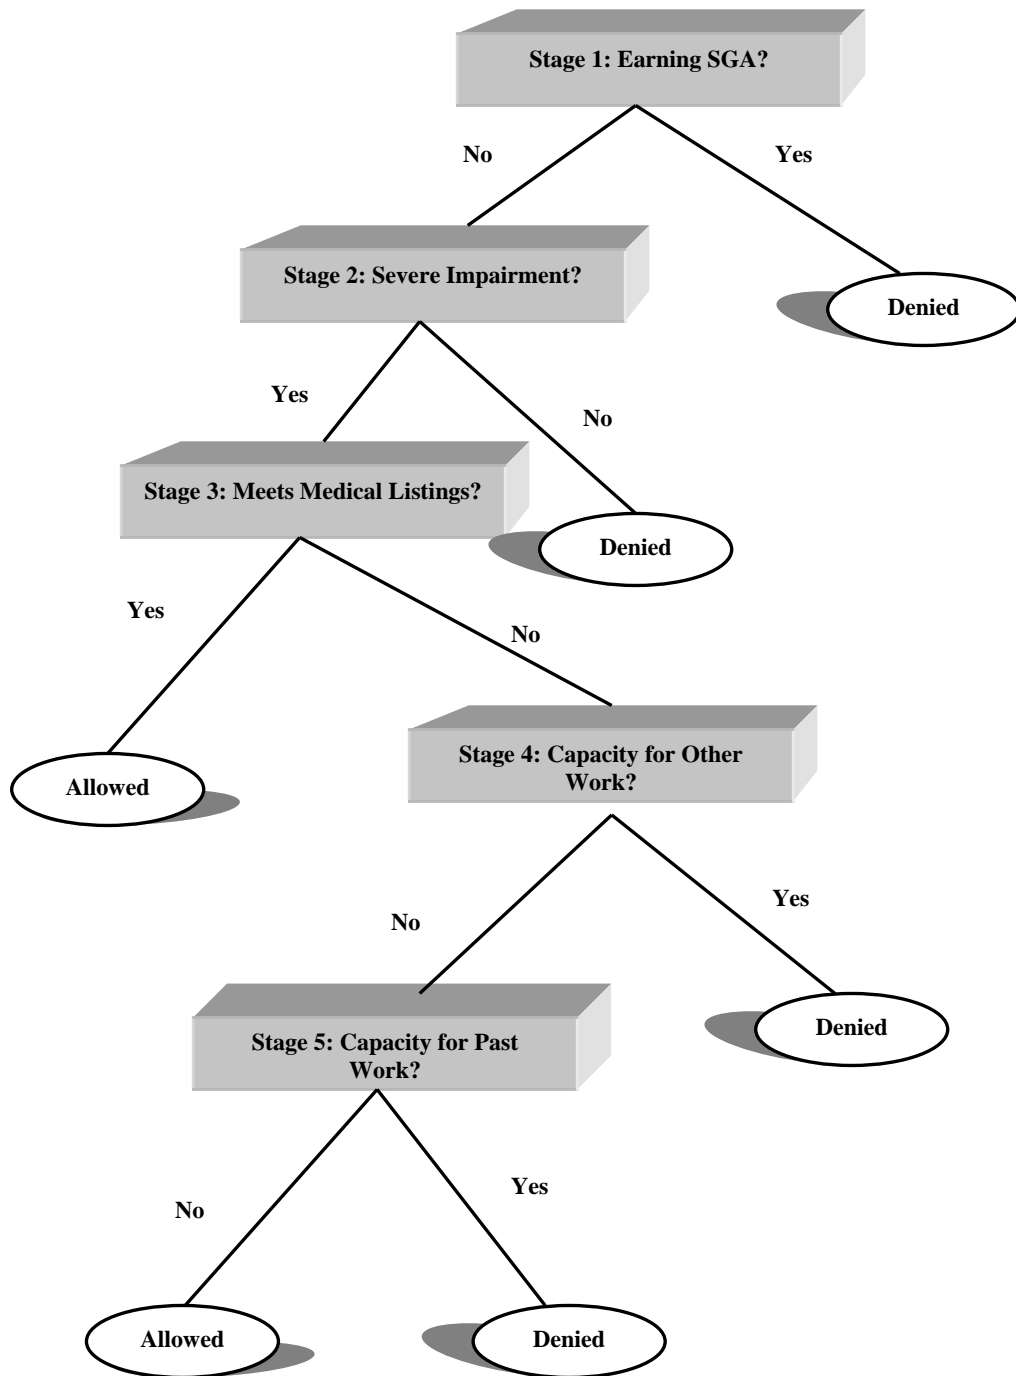 Stage 1: Earning SGA?
No
Yes
Stage 2: Severe Impairment?
Denied
Yes
No
Stage 3: Meets Medical Listings?
Denied
Yes
No
Stage 4: Capacity for Other
Work?
Allowed
No
Yes
Stage 5: Capacity for Past
Work?
Denied
No
Yes
Allowed
Denied